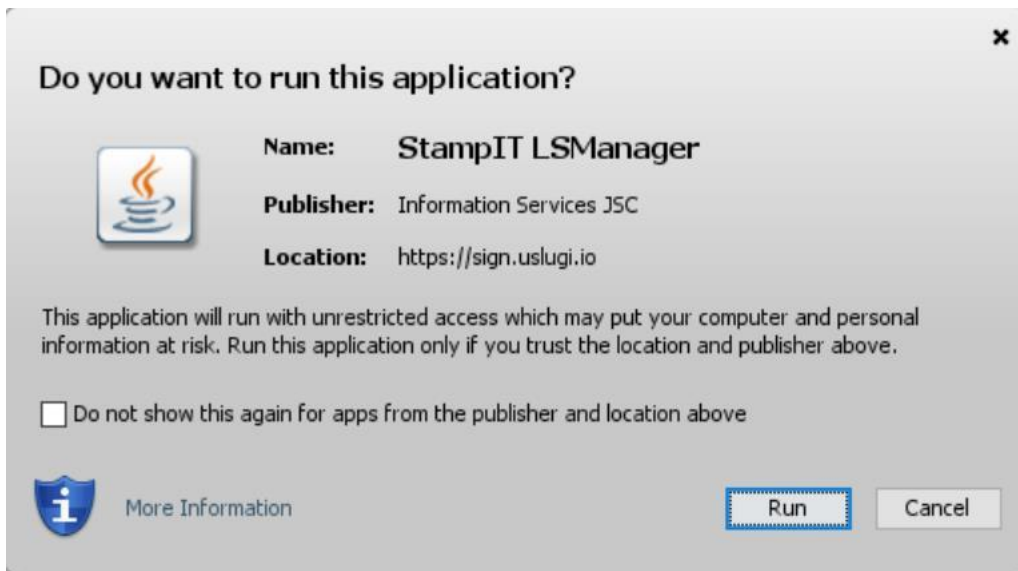 Do you want to run this application?
Name: StampIT LSManager
Publisher: Information Services JSC
Location: https://sign.uslugi.io
This application will run with unrestricted access which may put your computer and personal
information at risk. Run this application only if you trust the location and publisher above.
Do not show this again for apps from the publisher and location above
More Information
Run
Cancel